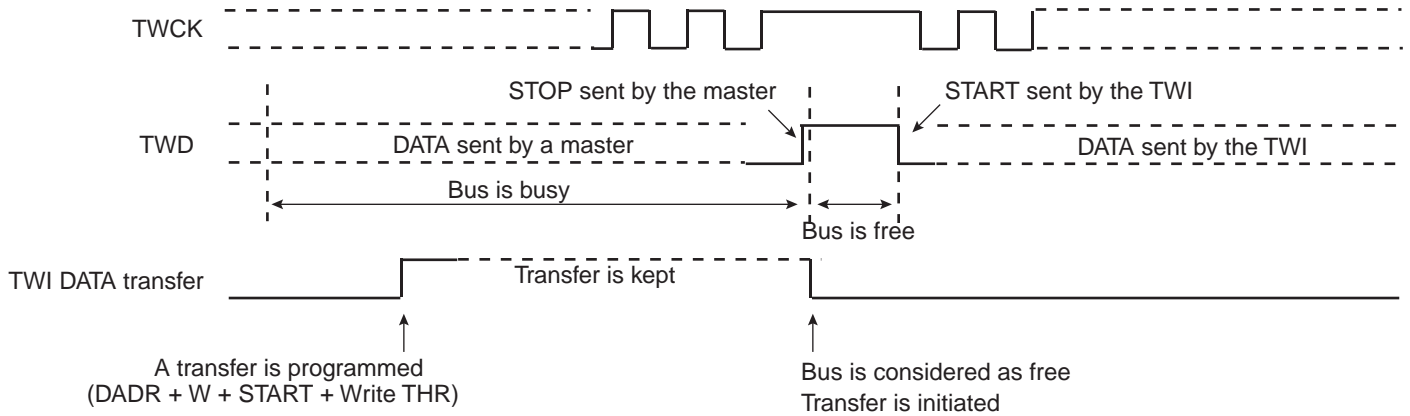 TWCK
STOP sent by the master
START sent by the TWI
TWD
DATA sent by a master
DATA sent by the TWI
Bus is busy
Bus is free
TWI DATA transfer
Transfer is kept
A transfer is programmed
(DADR + W + START + Write THR)
Bus is considered as free
Transfer is initiated